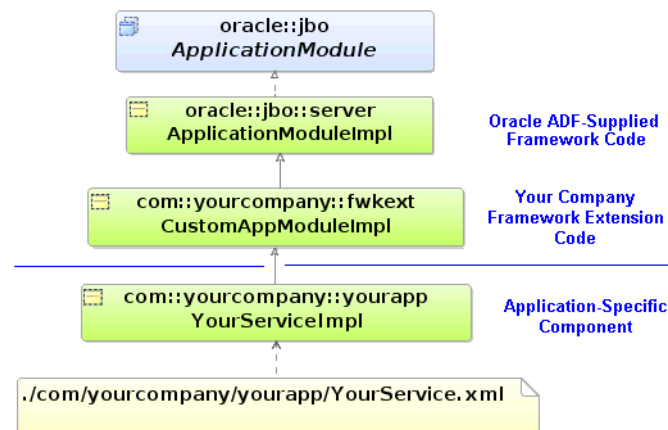 oracle::jbo
ApplicationModule
oracle::jbo::server
ApplicationModuleImpl
Oracle ADF-Supplied
Framework Code
com::yourcompany::fwkext
CustomAppModuleImpl
Your Company
Framework Extension
Code
com::yourcompany::yourapp
YourServiceImpl
Application-Specific
Component
./com/yourcompany/yourapp/YourService.xml